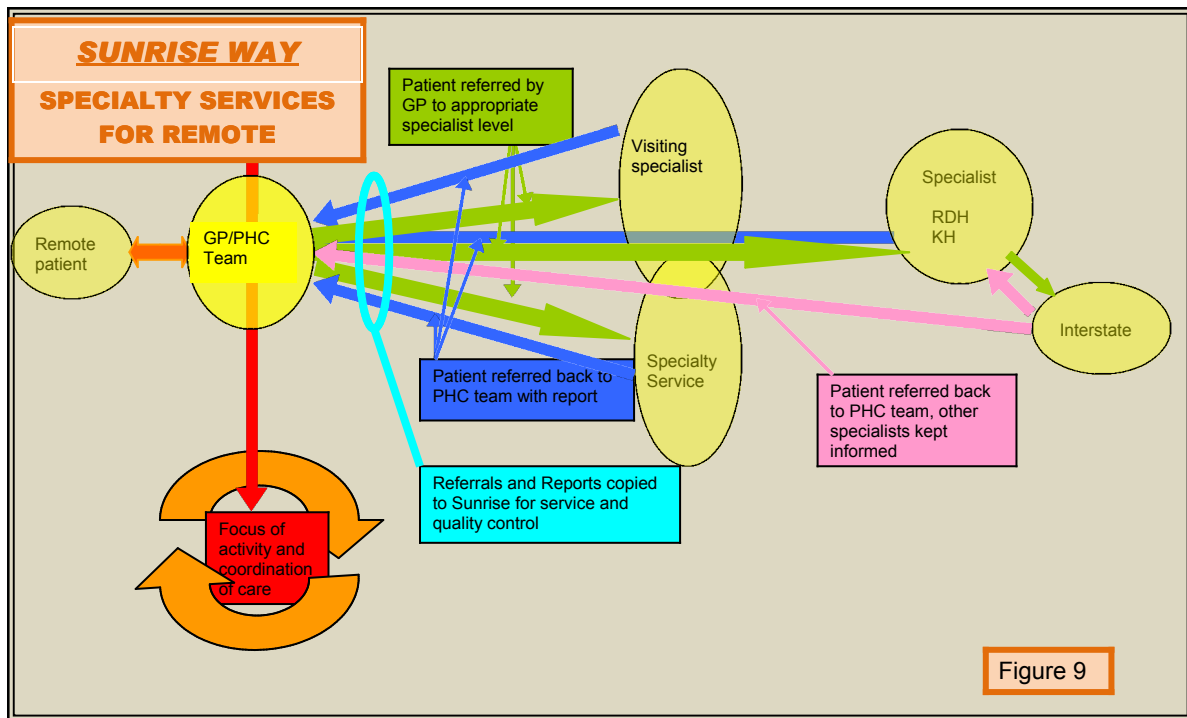 SUNRISE WAY
SPECIALTY SERVICES
FOR REMOTE
Patient referred by
GP to appropriate
specialist level
Visiting
specialist
Specialist
RDH
KH
Remote
patient
GP/PHC
Team
Interstate
Specialty
Service
Patient referred back to
PHC team with report
Patient referred back
to PHC team, other
specialists kept
informed
Referrals and Reports copied
to Sunrise for service and
quality control
Focus of
activity and
coordination
of care
Figure 9